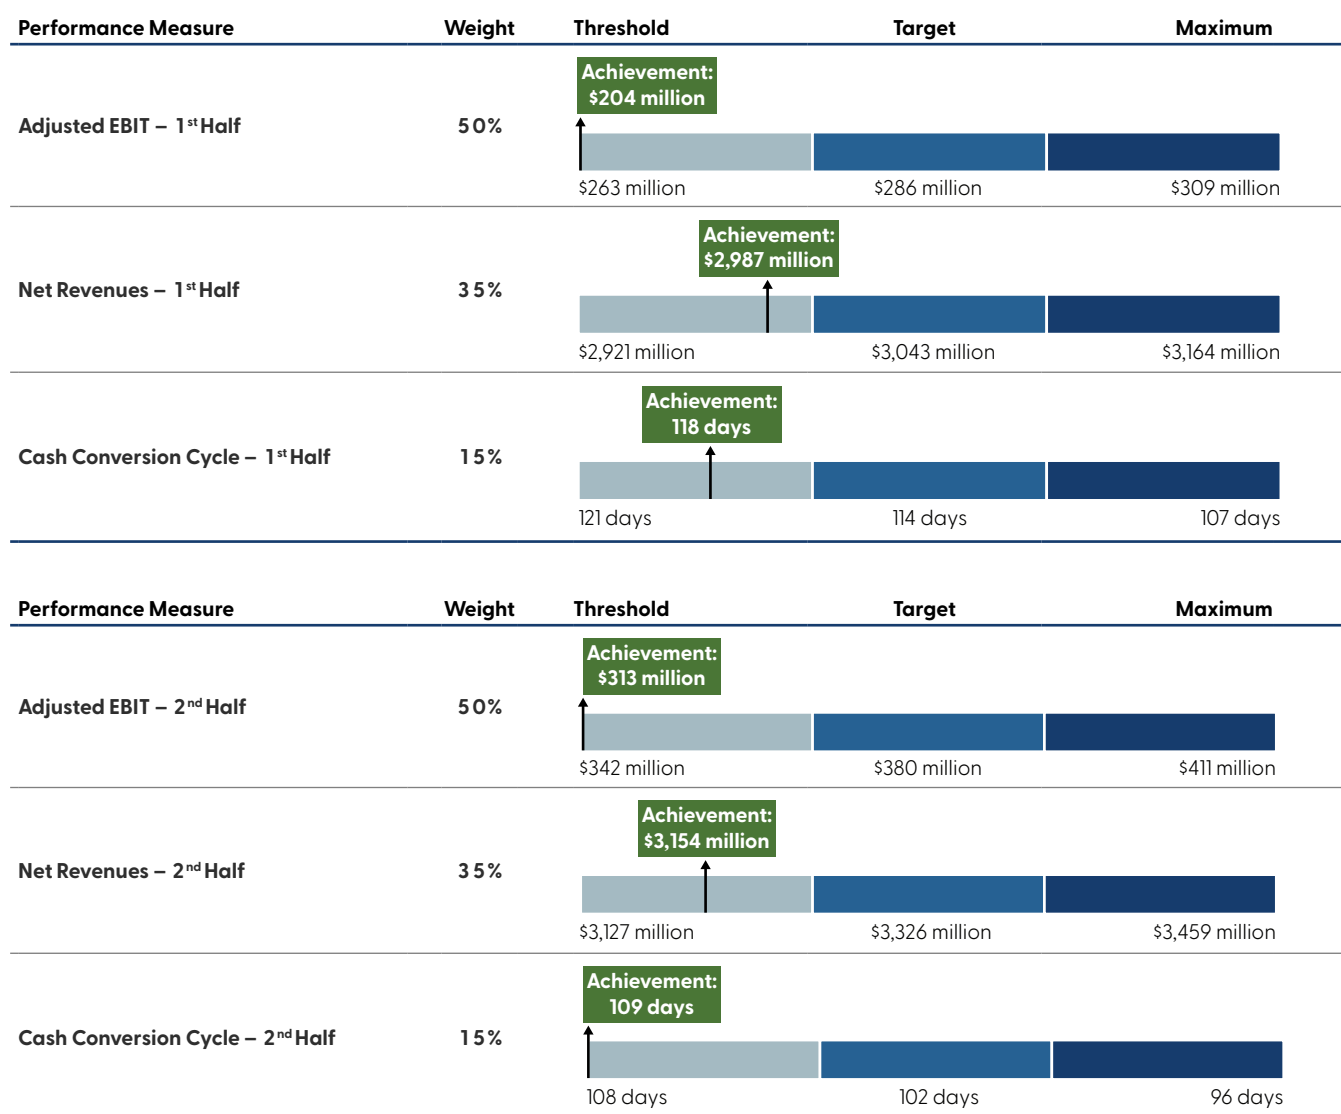 Performance Measure Weight Threshold Target Maximum
Achievement:
$204 million
Adjusted EBIT – 1st Half 50%
$263 million $286 million $309 million
Achievement:
$2,987 million
Net Revenues – 1st Half 35%
$2,921 million $3,043 million $3,164 million
Achievement:
118 days
Cash Conversion Cycle – 1st Half 15%
121 days 114 days 107 days
Performance Measure Weight Threshold Target Maximum
Achievement:
$313 million
Adjusted EBIT – 2nd Half 50%
$342 million $380 million $411 million
Achievement:
$3,154 million
Net Revenues – 2nd Half 35%
$3,127 million $3,326 million $3,459 million
Achievement:
109 days
Cash Conversion Cycle – 2nd Half 15%
108 days 102 days 96 days